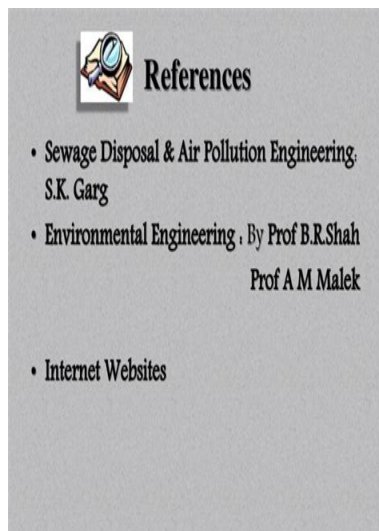 References
• Sewage Disposal & Air Pollution Engineering:
S.K. Garg
• Environmental Engineering : By Prof B.R.Shah
Prof A M Malek
• Internet Websites